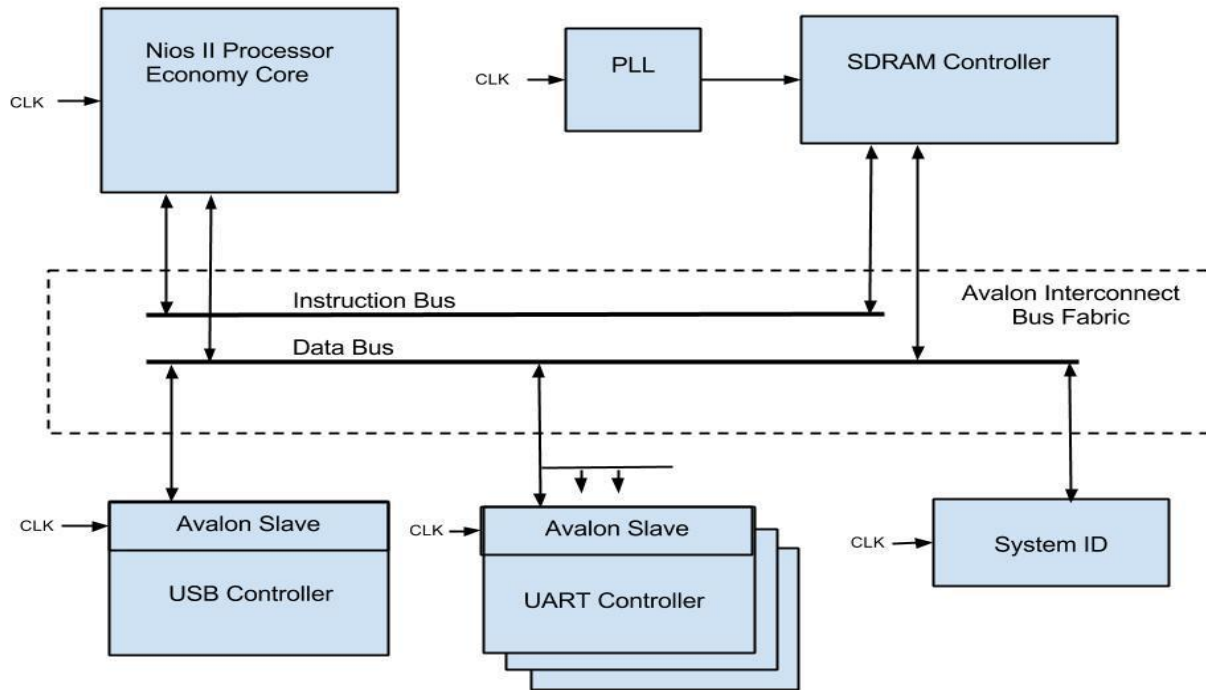 Nios II Processor
Economy Core
CLK
PLL
CLK
SDRAM Controller
Instruction Bus
Avalon Interconnect
Bus Fabric
Data Bus
CLK
Avalon Slave
USB Controller
CLK
Avalon Slave
UART Controller
CLK
System ID